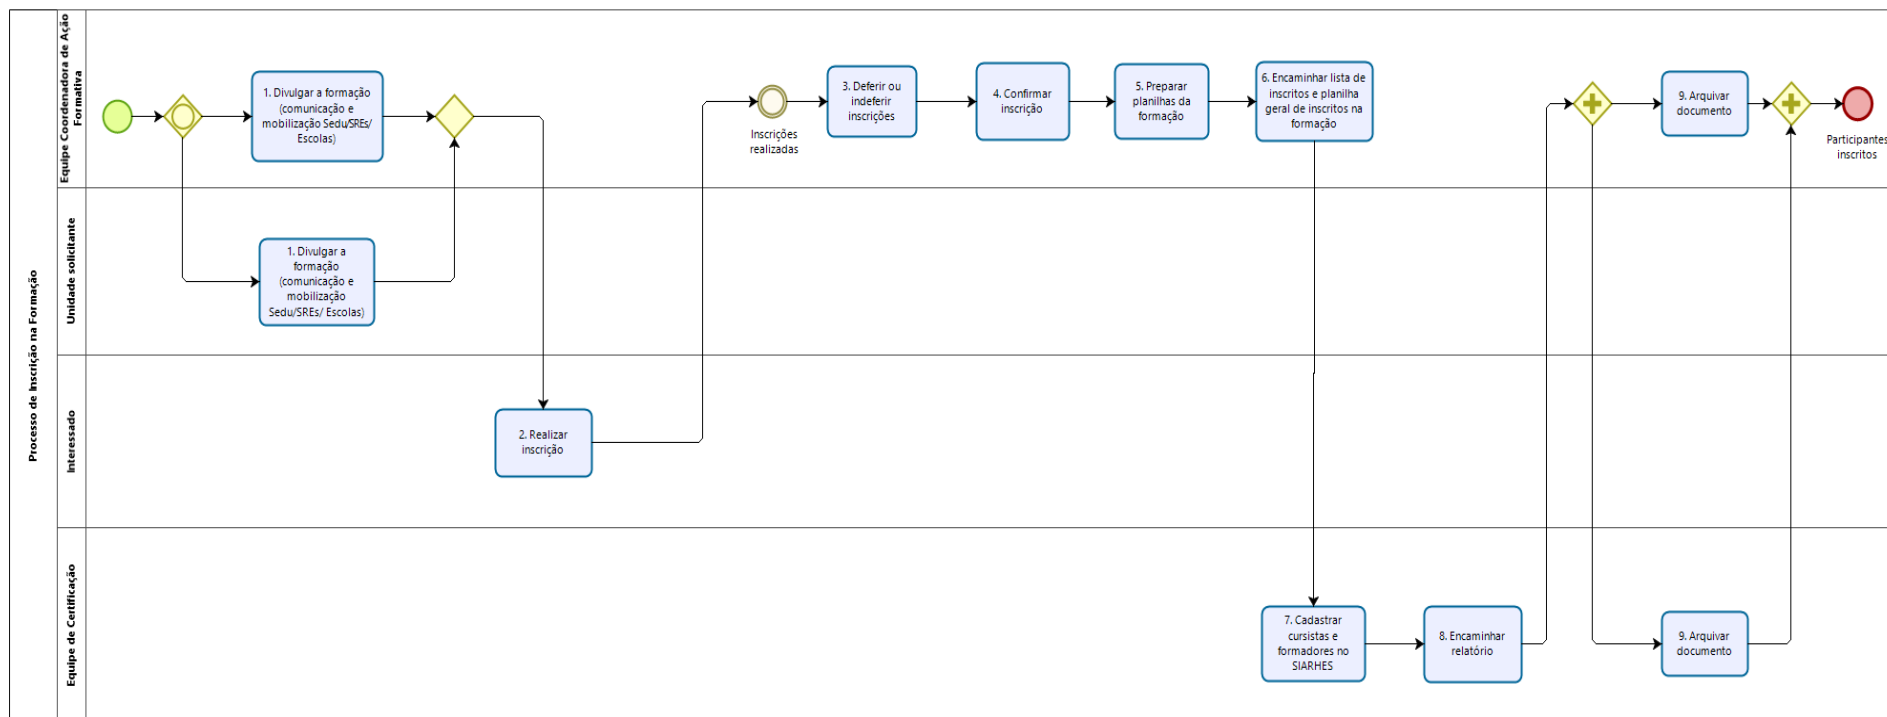 Processo de Inscrição na Formação
Equipe Coordenadora de Ação
Formativa
1. Divulgar a formação
(comunicação e
mobilização Sedu/SREs/
Escolas)
Inscrições
realizadas
3. Deferir ou
indeferir
inscrições
4. Confirmar
inscrição
5. Preparar
planilhas da
formação
6. Encaminhar lista de
inscritos e planilha
geral de inscritos na
formação
9. Arquivar
documento
Participantes
inscritos
Unidade solicitante
1. Divulgar a
formação
(comunicação e
mobilização
Sedu/SREs/ Escolas)
Interessado
2. Realizar
inscrição
Equipe de Certificação
7. Cadastrar
cursistas e
formadores no
SIARHES
8. Encaminhar
relatório
9. Arquivar
documento